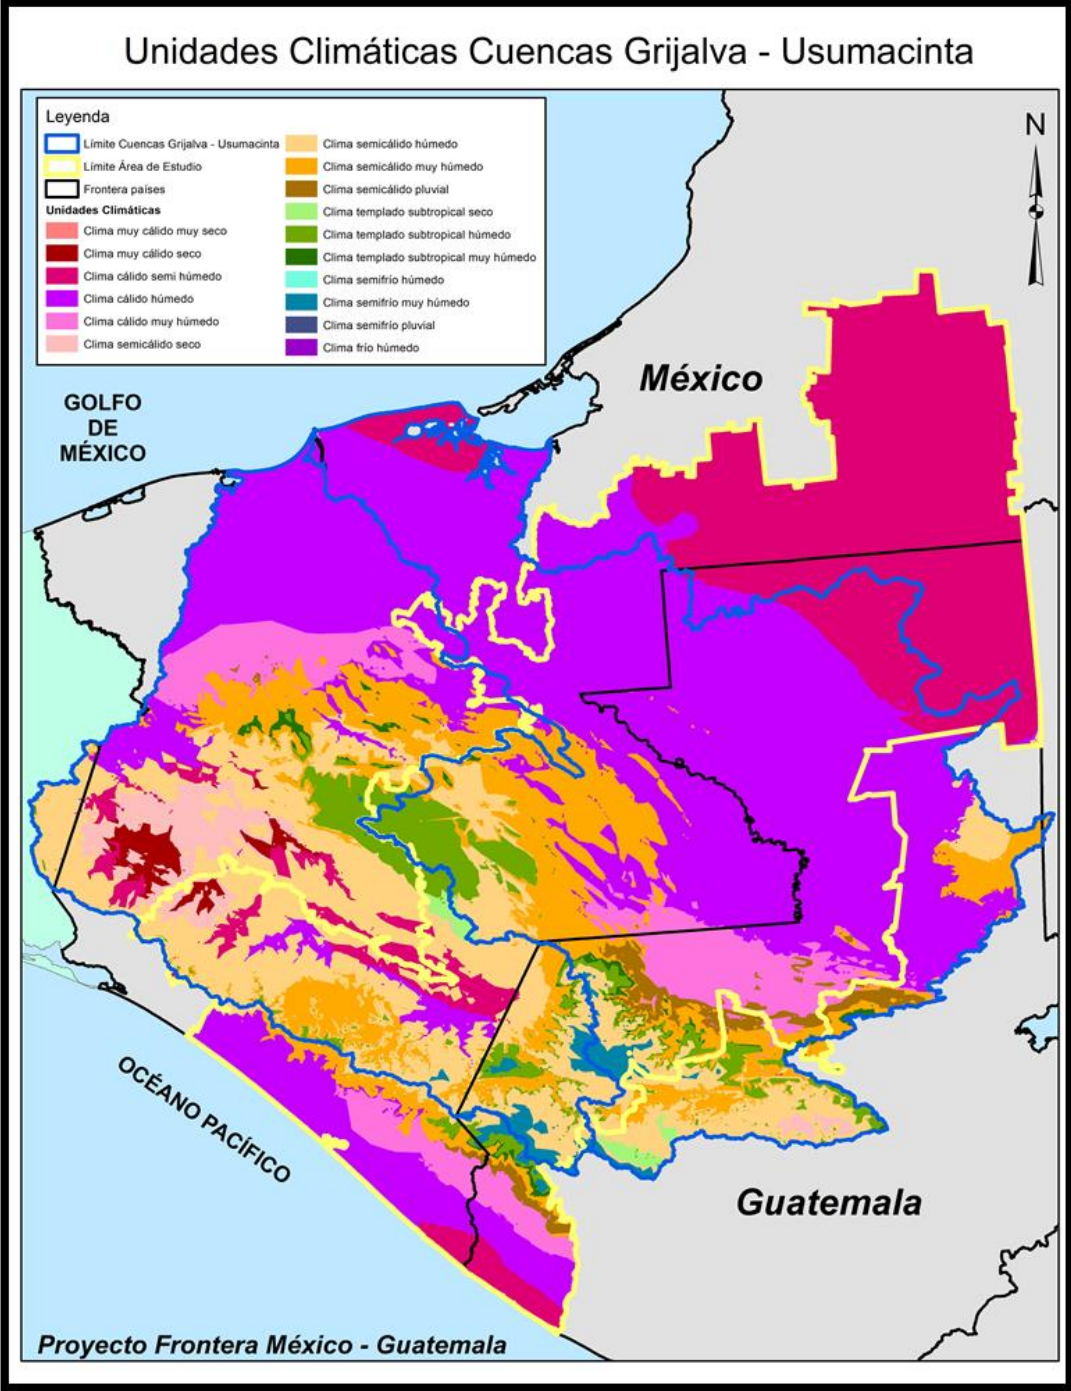 Unidades Climáticas Cuencas Grijalva - Usumacinta
Leyenda
Límite Cuencas Grijalva - Usumacinta
Límite Área de Estudio
Frontera países
Unidades Climáticas
Clima muy cálido muy seco
Clima muy cálido seco
Clima cálido semi húmedo
Clima cálido húmedo
Clima cálido muy húmedo
Clima semicálido seco
Clima semicálido húmedo
Clima semicálido muy húmedo
Clima semicálido pluvial
Clima templado subtropical seco
Clima templado subtropical húmedo
Clima templado subtropical muy húmedo
Clima semifrío húmedo
Clima semifrío muy húmedo
Clima semifrío pluvial
Clima frío húmedo
N
México
GOLFO
DE
MÉXICO
OCÉANO PACÍFICO
Guatemala
Proyecto Frontera México - Guatemala